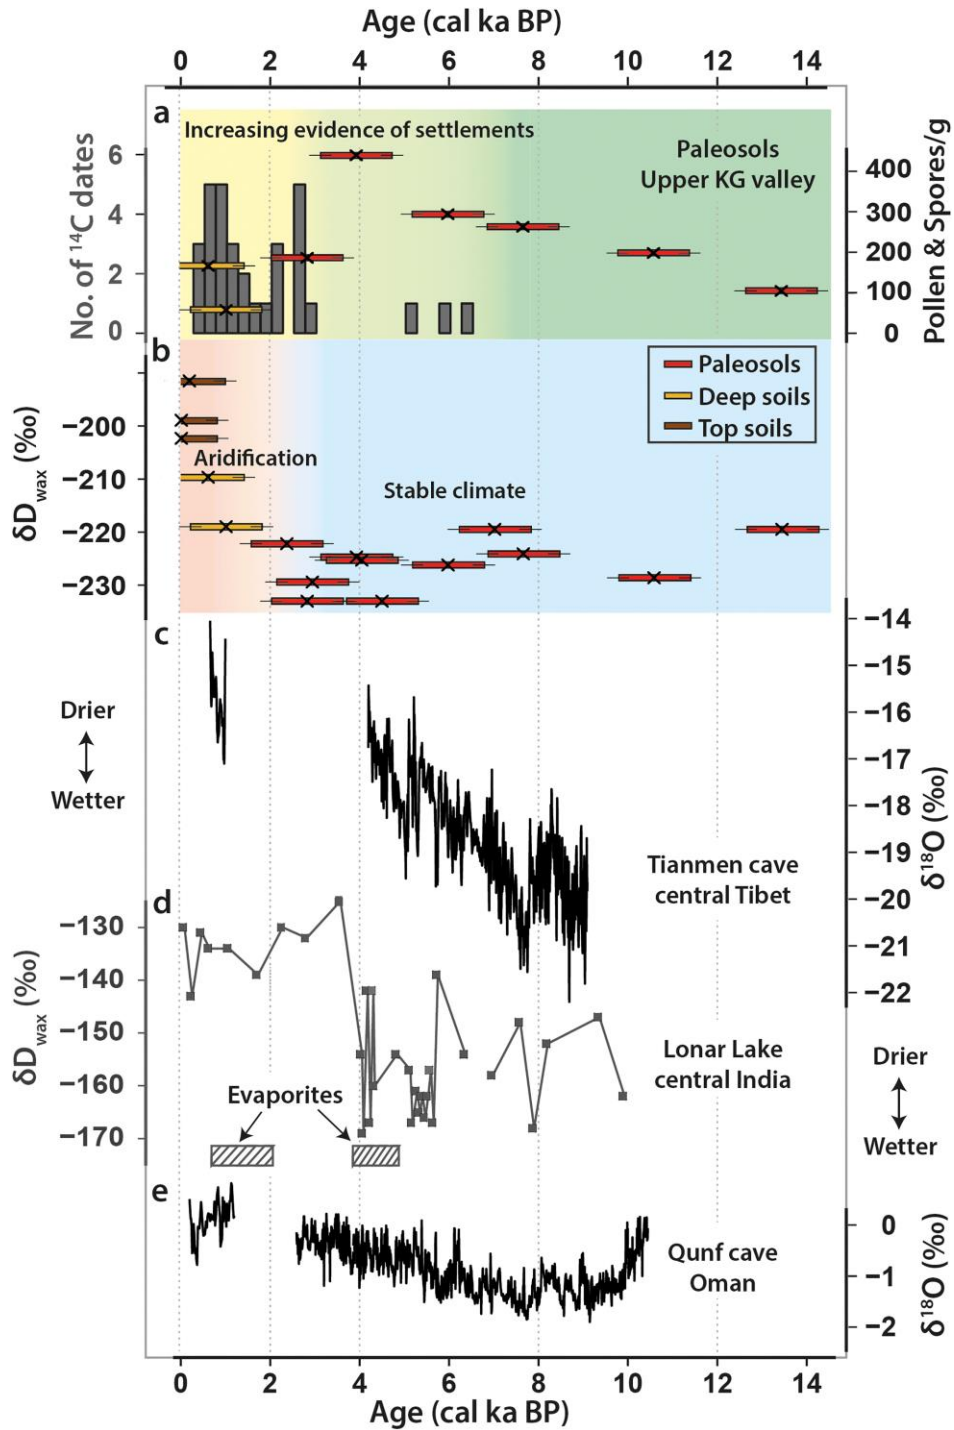 Age (cal ka BP)
0 2 4 6 8 10 12 14
a
Increasing evidence of settlements
Paleosols
Upper KG valley
No. of ¹⁴C dates
6
4
2
0
400
300
200
100
0
Pollen & Spores/g
b
Paleosols
Deep soils
Top soils
δD_wax (‰)
−200
−210
−220
−230
Aridification
Stable climate
c
Drier
Wetter
−14
−15
−16
−17
−18
−19
−20
−21
−22
δ¹⁸O (‰)
Tianmen cave
central Tibet
d
δD_wax (‰)
−130
−140
−150
−160
−170
Lonar Lake
central India
Drier
Wetter
Evaporites
e
Qunf cave
Oman
0
−1
−2
δ¹⁸O (‰)
0 2 4 6 8 10 12 14
Age (cal ka BP)